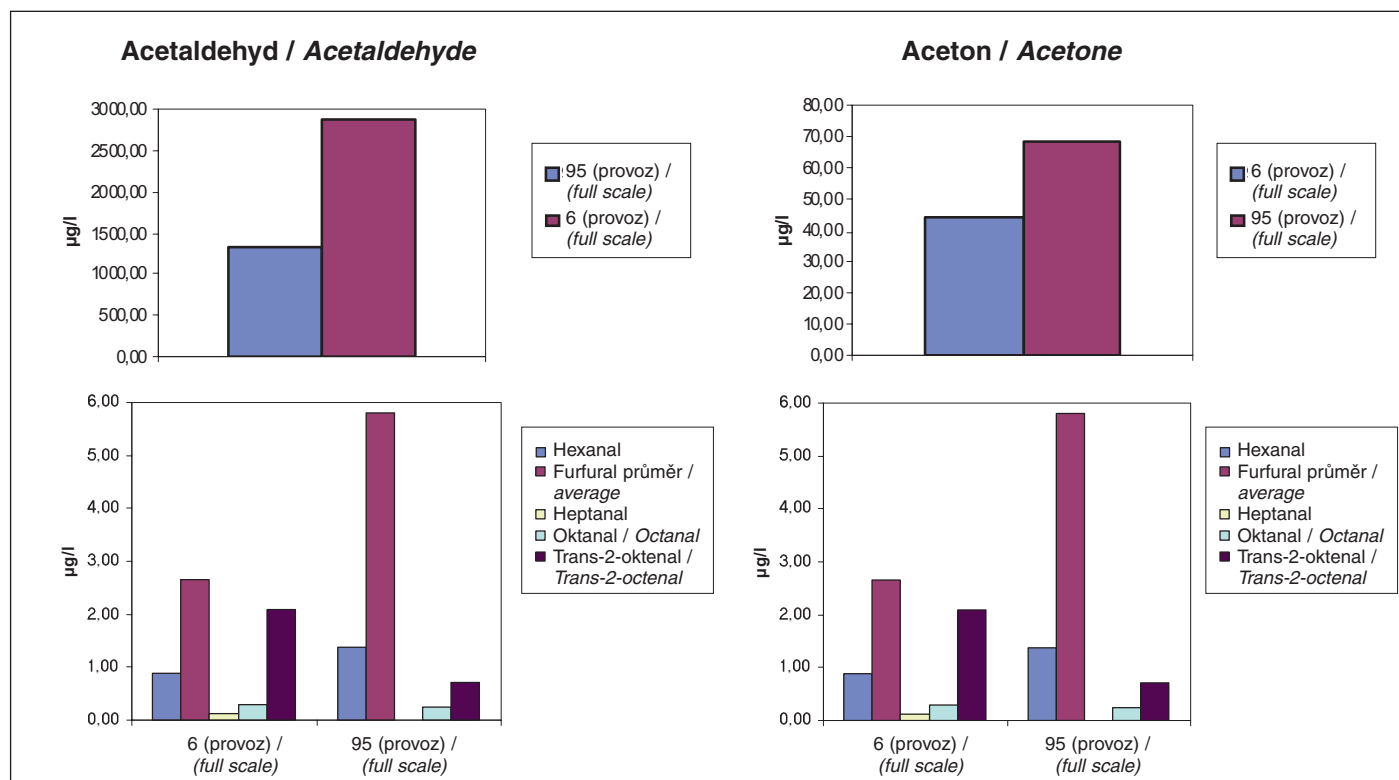 Acetaldehyd / Acetaldehyde
3000,00
2500,00
2000,00
1500,00
1000,00
500,00
0,00
µg/l
95 (provoz) /
(full scale)
6 (provoz) /
(full scale)
Aceton / Acetone
80,00
70,00
60,00
50,00
40,00
30,00
20,00
10,00
0,00
µg/l
6 (provoz) /
(full scale)
95 (provoz) /
(full scale)
6,00
5,00
4,00
3,00
2,00
1,00
0,00
µg/l
6 (provoz) /
(full scale)
95 (provoz) /
(full scale)
Hexanal
Furfural průměr /
average
Heptanal
Oktanal / Octanal
Trans-2-oktenal /
Trans-2-octenal
6,00
5,00
4,00
3,00
2,00
1,00
0,00
µg/l
6 (provoz) /
(full scale)
95 (provoz) /
(full scale)
Hexanal
Furfural průměr /
average
Heptanal
Oktanal / Octanal
Trans-2-oktenal /
Trans-2-octenal